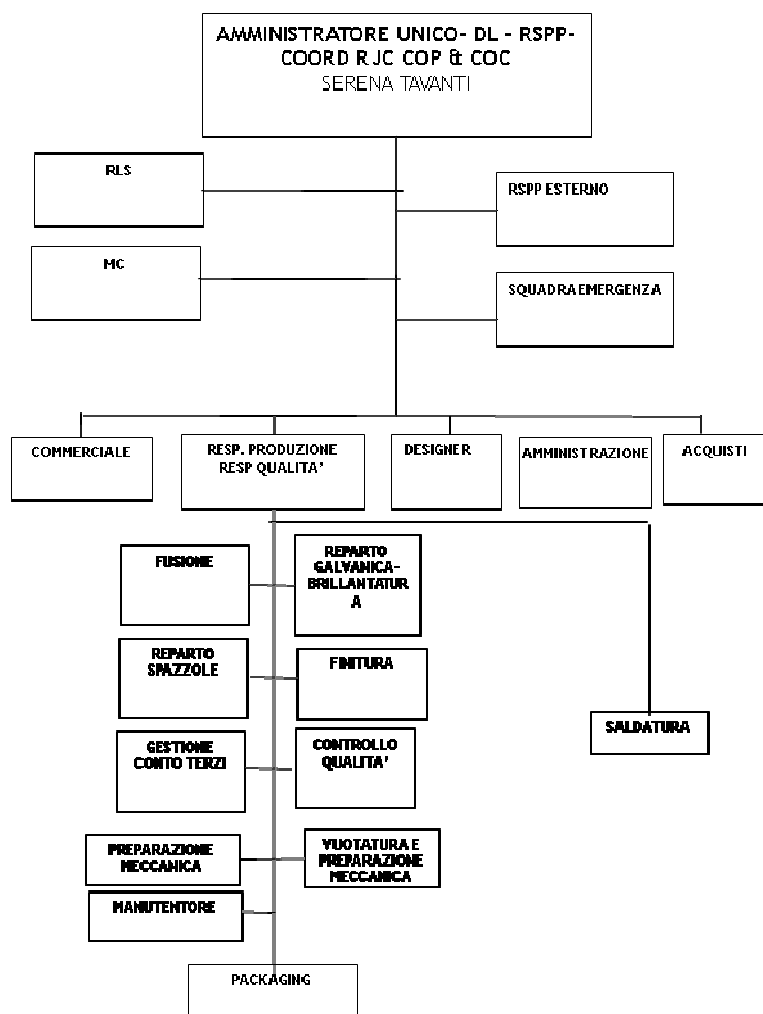 AMMINISTRATORE UNICO- DL - RSPP-
COORD RJC COP & COC
SERENA TAVANTI
RLS
RSPP ESTERNO
MC
SQUADRA EMERGENZA
COMMERCIALE
RESP. PRODUZIONE
RESP QUALITA'
DESIGNER
AMMINISTRAZIONE
ACQUISTI
FUSIONE
REPARTO
GALVANICA-
BRILLANTATUR
A
REPARTO
SPAZZOLE
FINITURA
SALDATURA
GESTIONE
CONTO TERZI
CONTROLLO
QUALITA'
PREPARAZIONE
MECCANICA
VUOTATURA E
PREPARAZIONE
MECCANICA
MANUTENTORE
PACKAGING